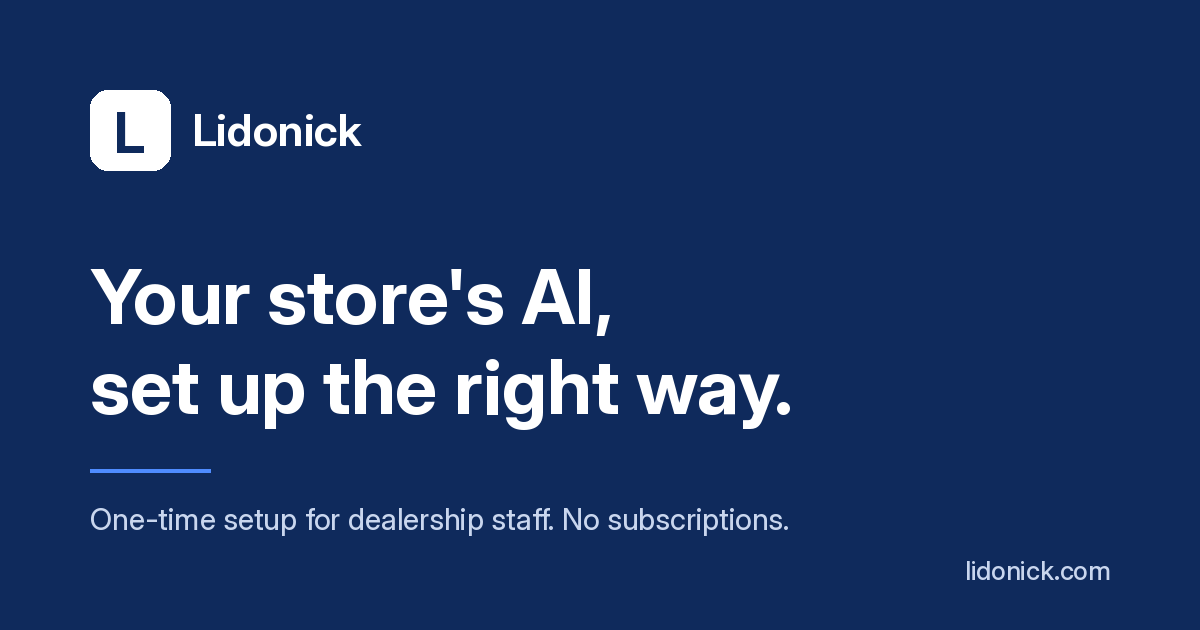 L
Lidonick
Your store's AI,
set up the right way.
One-time setup for dealership staff. No subscriptions.
lidonick.com